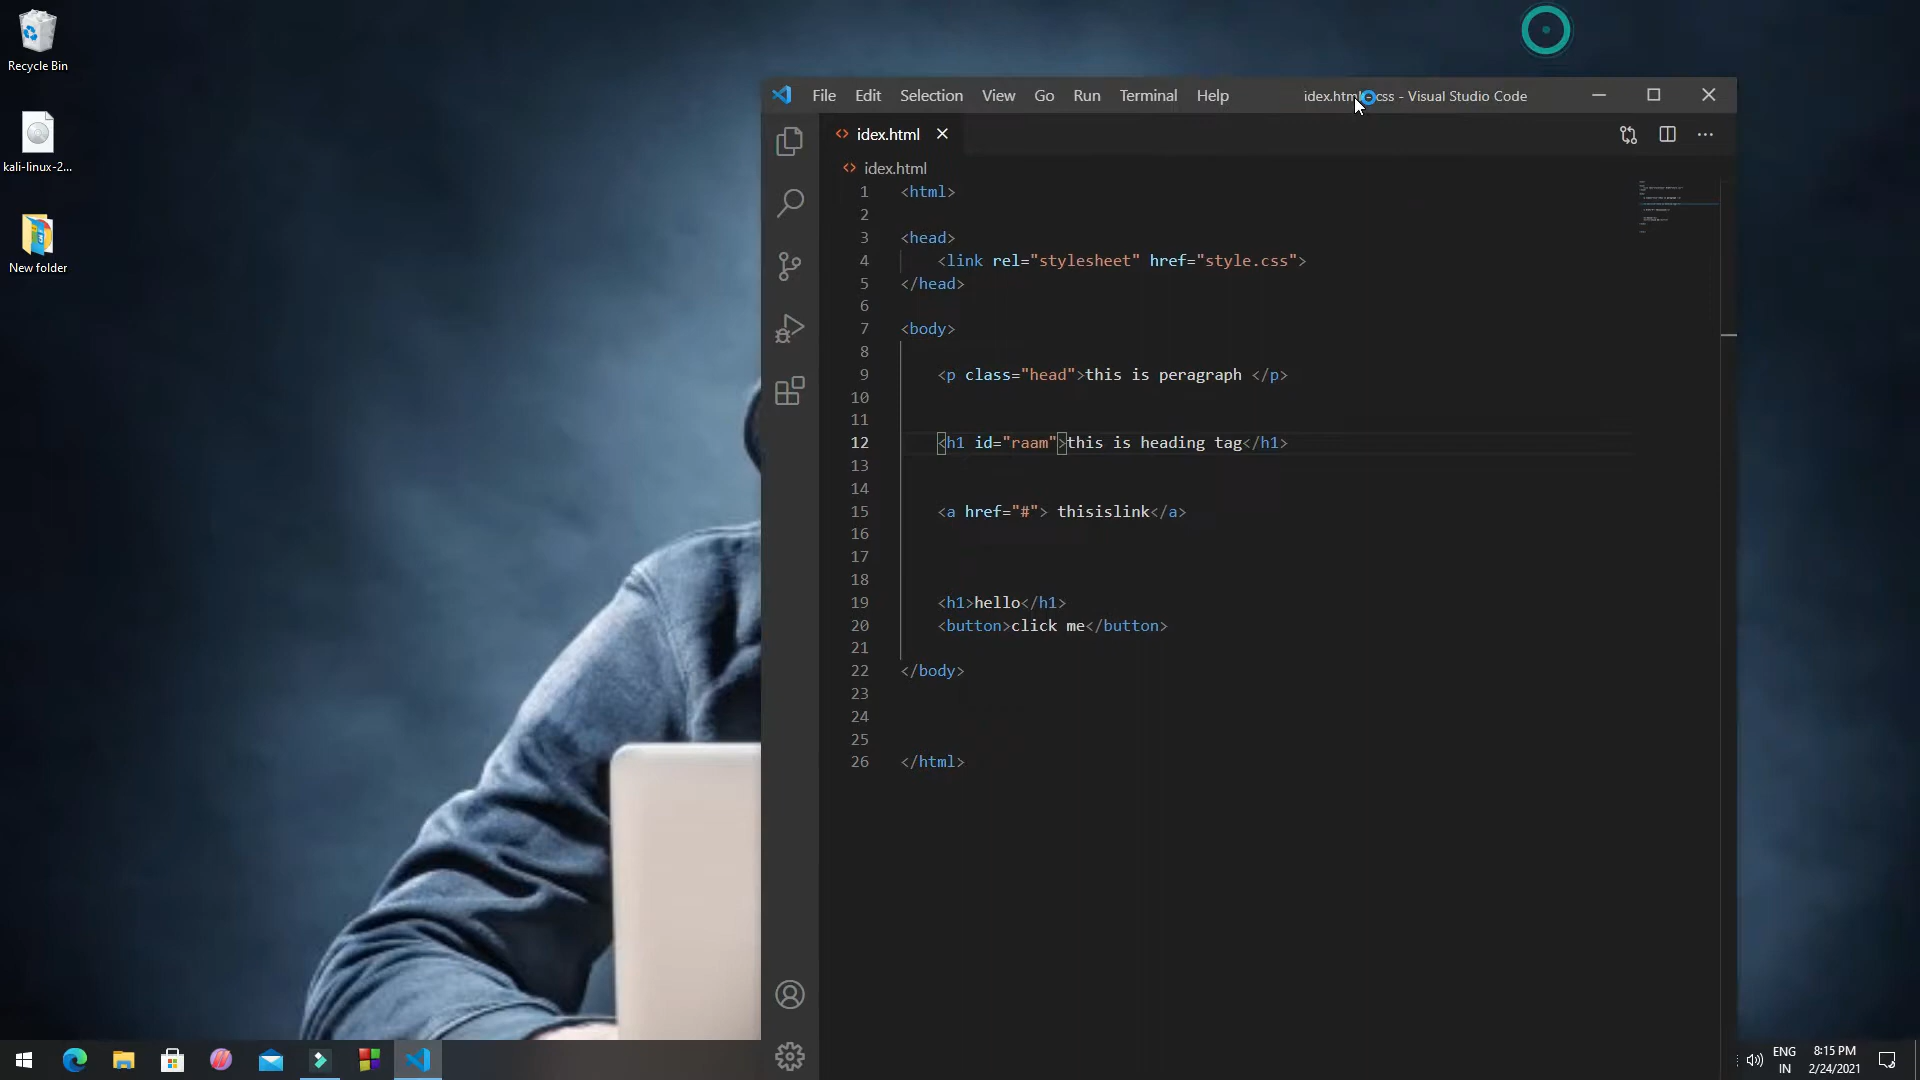 Recycle Bin
kali-linux-2...
New folder
File Edit Selection View Go Run Terminal Help
css - Visual Studio Code
idex.html
idex.html
1 <html>
2
3 <head>
4 <link rel="stylesheet" href="style.css">
5 </head>
6
7 <body>
8
9 <p class="head">this is peragraph </p>
10
11
12 <h1 id="raam">this is heading tag</h1>
13
14
15 <a href="#"> thisislink</a>
16
17
18
19 <h1>hello</h1>
20 <button>click me</button>
21
22 </body>
23
24
25
26 </html>
ENG
IN
8:15 PM
2/24/2021